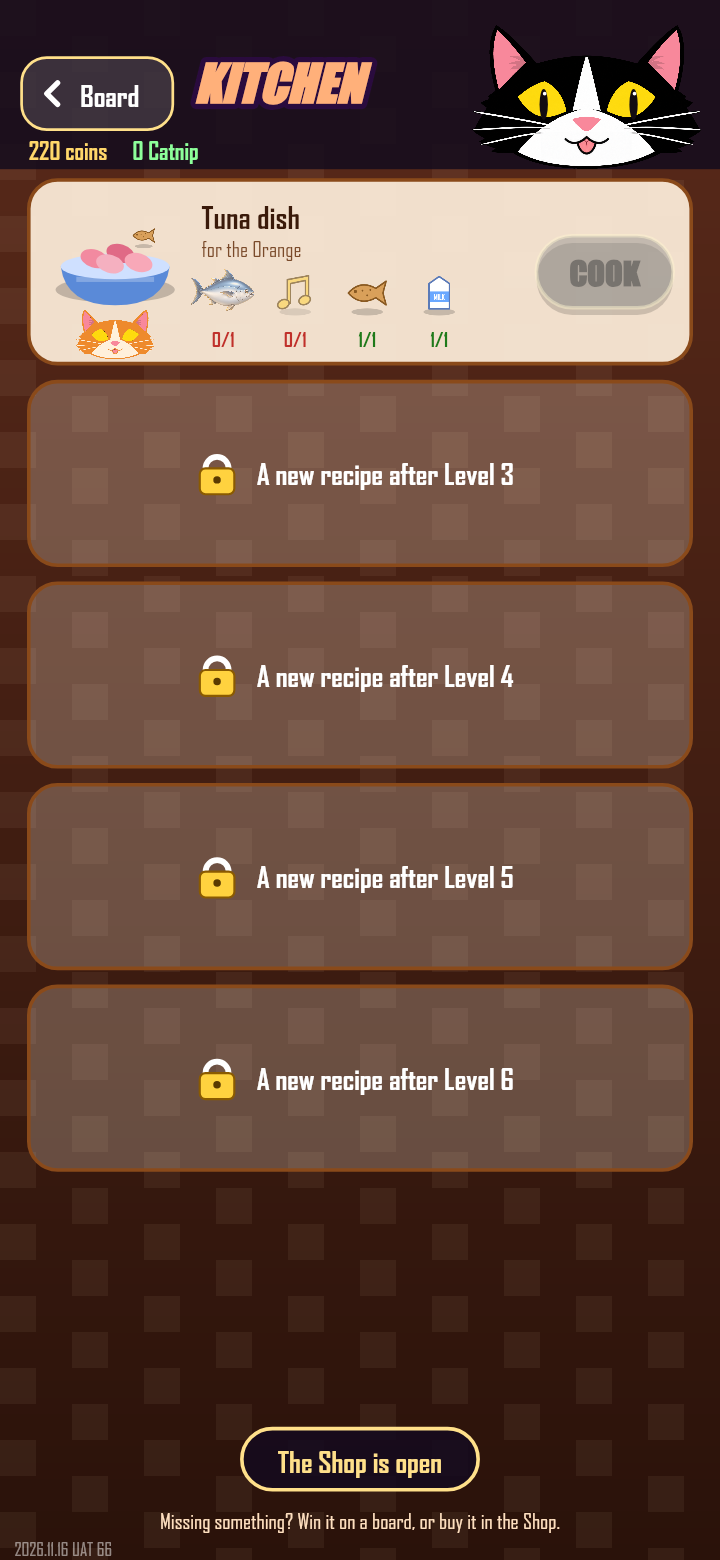 Board
KITCHEN
220 coins
0 Catnip
Tuna dish
for the Orange
MILK
0/1
0/1
1/1
1/1
COOK
A new recipe after Level 3
A new recipe after Level 4
A new recipe after Level 5
A new recipe after Level 6
The Shop is open
Missing something? Win it on a board, or buy it in the Shop.
2026.11.16 UAT 66